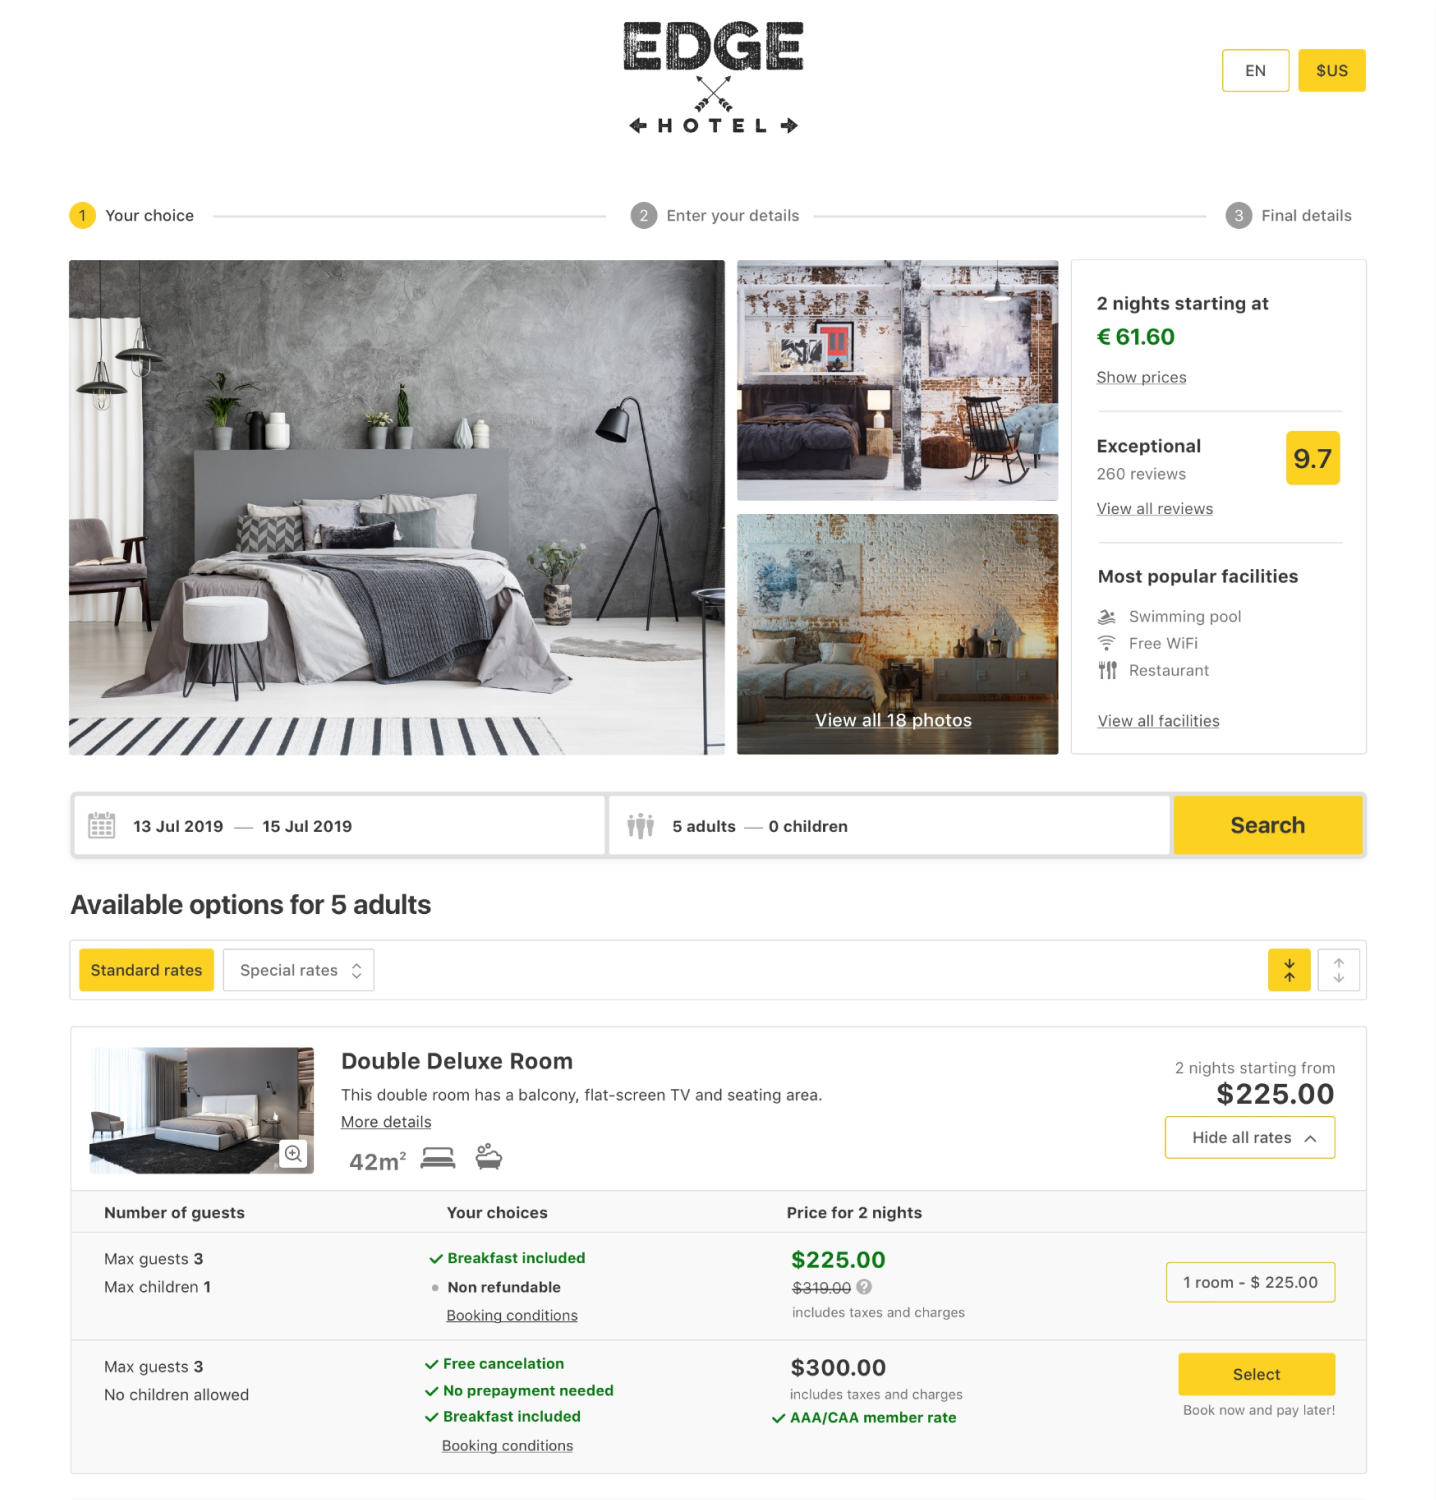 EDGE
HOTEL
EN
$US
1 Your choice
2 Enter your details
3 Final details
2 nights starting at
€ 61.60
Show prices
Exceptional
9.7
260 reviews
View all reviews
Most popular facilities
Swimming pool
Free WiFi
Restaurant
View all facilities
View all 18 photos
13 Jul 2019 — 15 Jul 2019
5 adults — 0 children
Search
Available options for 5 adults
Standard rates
Special rates
Double Deluxe Room
This double room has a balcony, flat-screen TV and seating area.
More details
42m²
2 nights starting from
$225.00
Hide all rates
Number of guests
Your choices
Price for 2 nights
Max guests 3
Max children 1
Breakfast included
Non refundable
Booking conditions
$225.00
$319.00 ?
includes taxes and charges
1 room - $ 225.00
Max guests 3
No children allowed
Free cancelation
No prepayment needed
Breakfast included
Booking conditions
$300.00
includes taxes and charges
AAA/CAA member rate
Select
Book now and pay later!